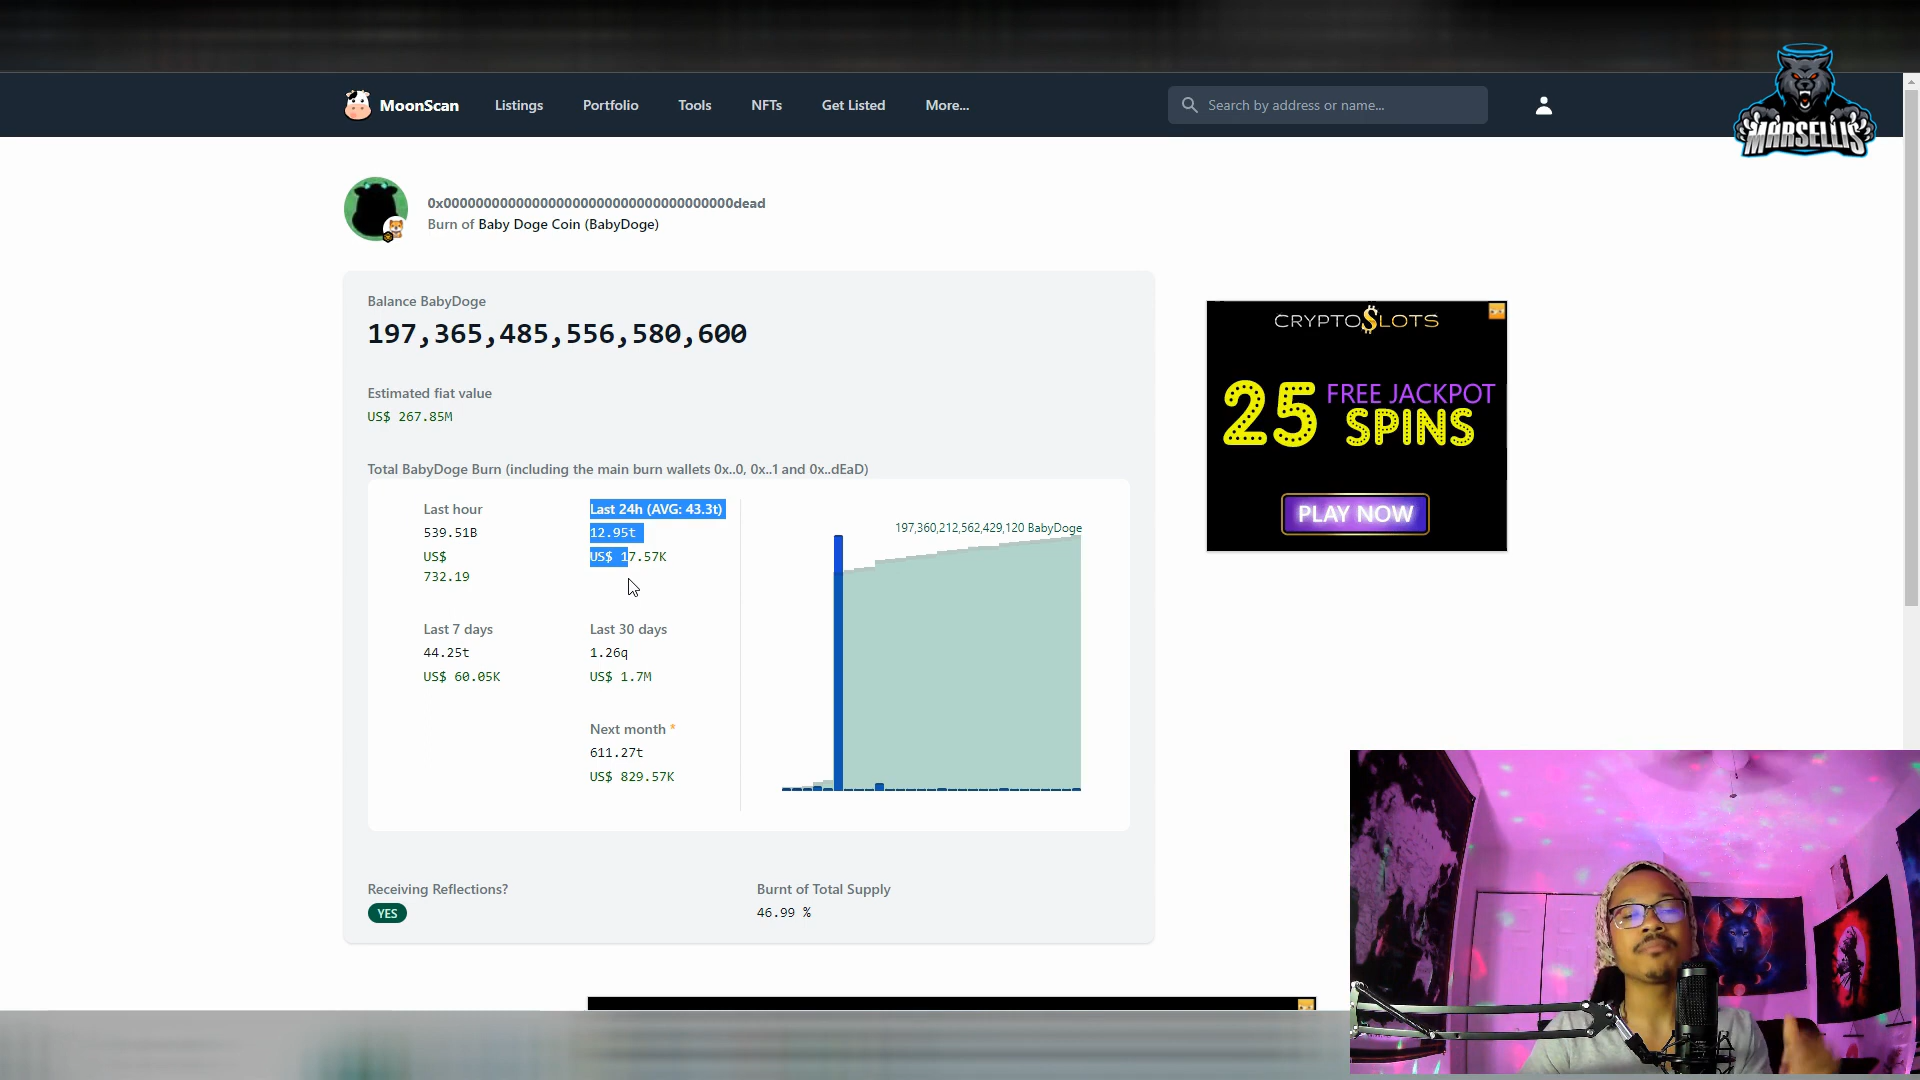 MoonScan
Listings
Portfolio
Tools
NFTs
Get Listed
More...
Search by address or name...
MARSELLIS
0x000000000000000000000000000000000000dead
Burn of Baby Doge Coin (BabyDoge)
Balance BabyDoge
197,365,485,556,580,600
Estimated fiat value
US$ 267.85M
Total BabyDoge Burn (including the main burn wallets 0x..0, 0x..1 and 0x..dEaD)
Last hour
539.51B
US$
732.19
Last 24h (AVG: 43.3t)
12.95t
US$ 17.57K
Last 7 days
44.25t
US$ 60.05K
Last 30 days
1.26q
US$ 1.7M
Next month *
611.27t
US$ 829.57K
197,360,212,562,429,120 BabyDoge
Receiving Reflections?
YES
Burnt of Total Supply
46.99 %
CRYPTO$LOTS
25 FREE JACKPOT
SPINS
PLAY NOW